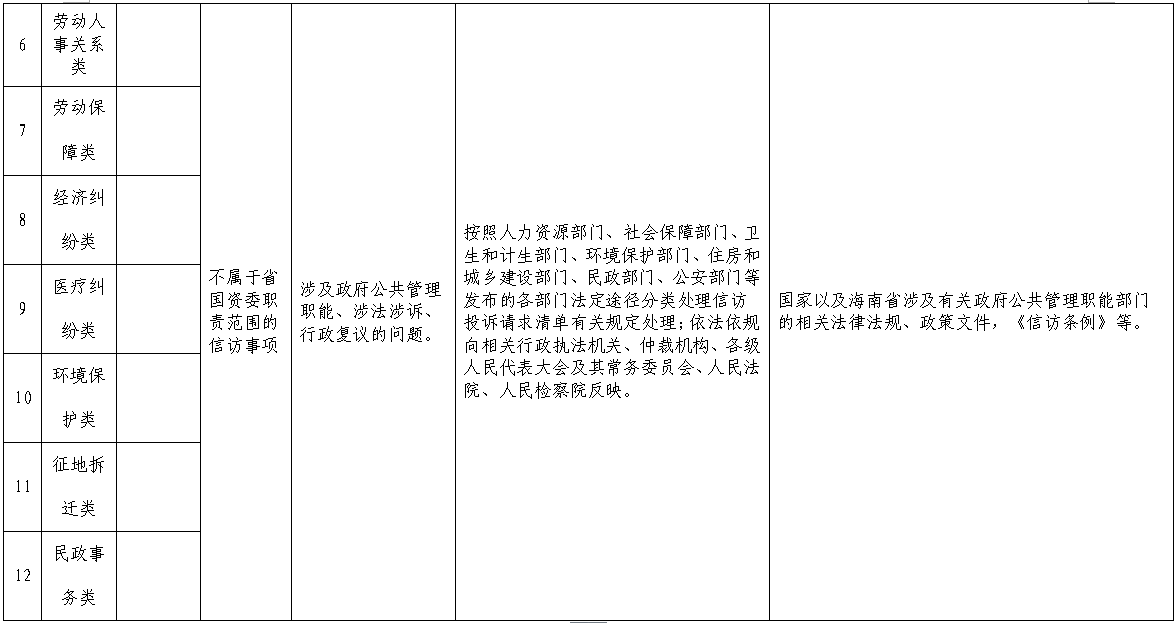 6
劳动人
事关系
类
7
劳动保
障类
8
经济纠
纷类
9
医疗纠
纷类
10
环境保
护类
11
征地拆
迁类
12
民政事
务类
不属于省
国资委职
责范围的
信访事项
涉及政府公共管理
职能、涉法涉诉、
行政复议的问题。
按照人力资源部门、社会保障部门、卫
生和计生部门、环境保护部门、住房和
城乡建设部门、民政部门、公安部门等
发布的各部门法定途径分类处理信访
投诉请求清单有关规定处理；依法依规
向相关行政执法机关、仲裁机构、各级
人民代表大会及其常务委员会、人民法
院、人民检察院反映。
国家以及海南省涉及有关政府公共管理职能部门
的相关法律法规、政策文件，《信访条例》等。